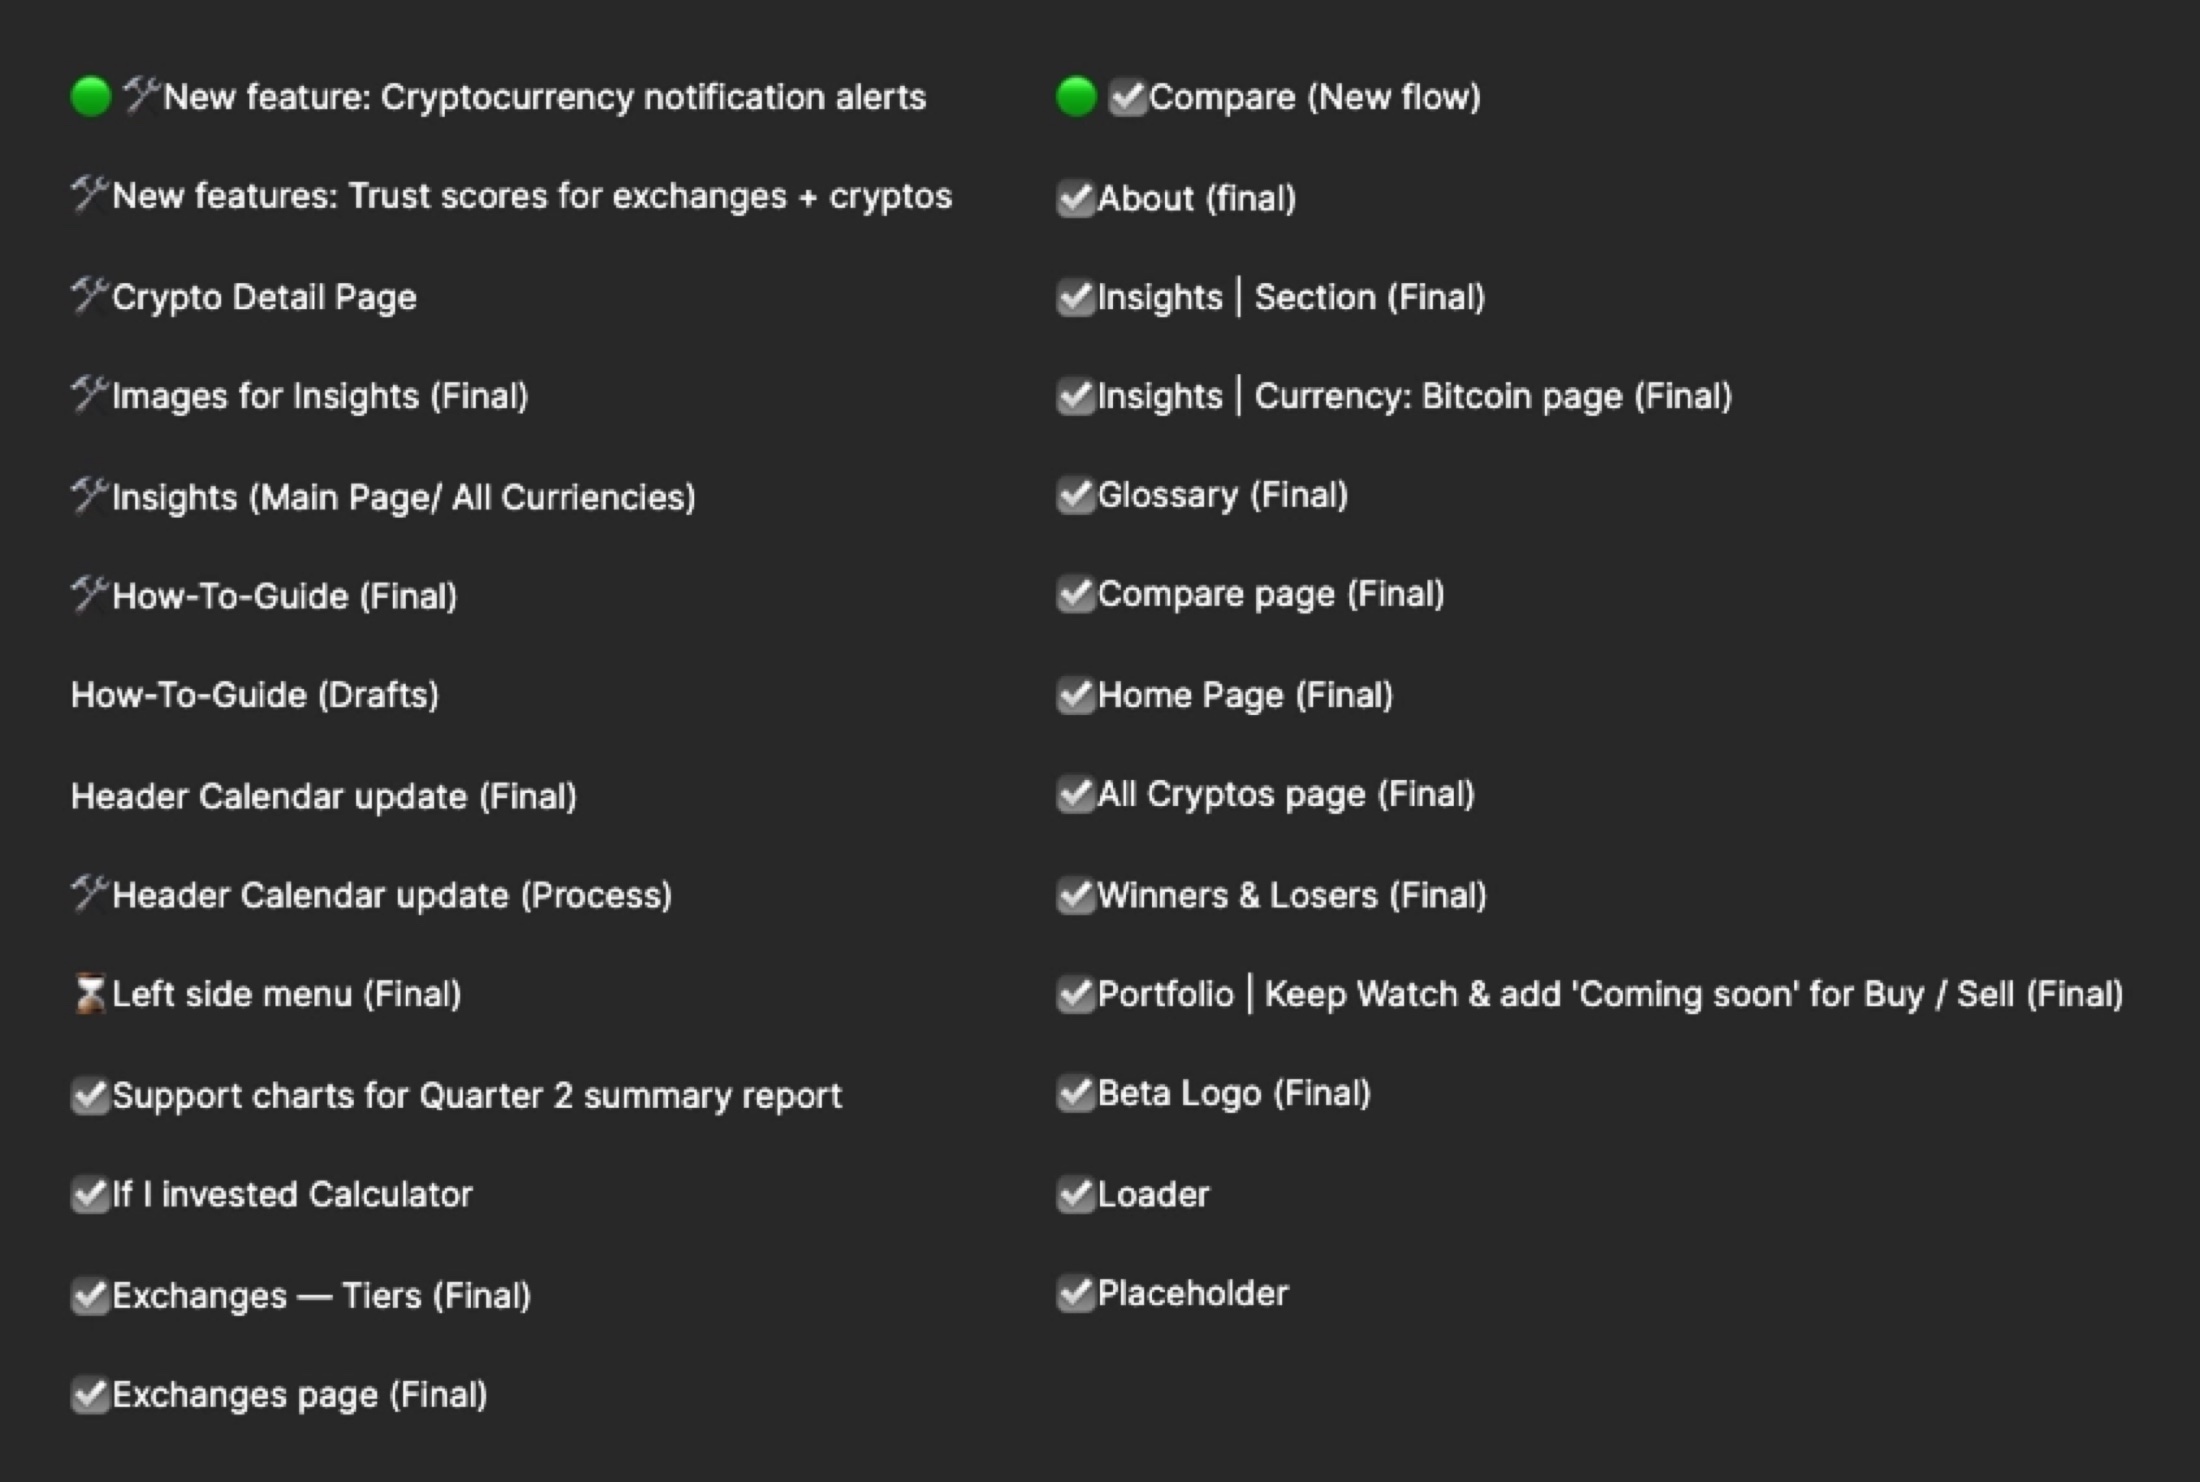 🟢 🛠New feature: Cryptocurrency notification alerts
🛠New features: Trust scores for exchanges + cryptos
🛠Crypto Detail Page
🛠Images for Insights (Final)
🛠Insights (Main Page/ All Curriencies)
🛠How-To-Guide (Final)
How-To-Guide (Drafts)
Header Calendar update (Final)
🛠Header Calendar update (Process)
⏳Left side menu (Final)
☑️Support charts for Quarter 2 summary report
☑️If I invested Calculator
☑️Exchanges — Tiers (Final)
☑️Exchanges page (Final)
🟢 ☑️Compare (New flow)
☑️About (final)
☑️Insights | Section (Final)
☑️Insights | Currency: Bitcoin page (Final)
☑️Glossary (Final)
☑️Compare page (Final)
☑️Home Page (Final)
☑️All Cryptos page (Final)
☑️Winners & Losers (Final)
☑️Portfolio | Keep Watch & add 'Coming soon' for Buy / Sell (Final)
☑️Beta Logo (Final)
☑️Loader
☑️Placeholder